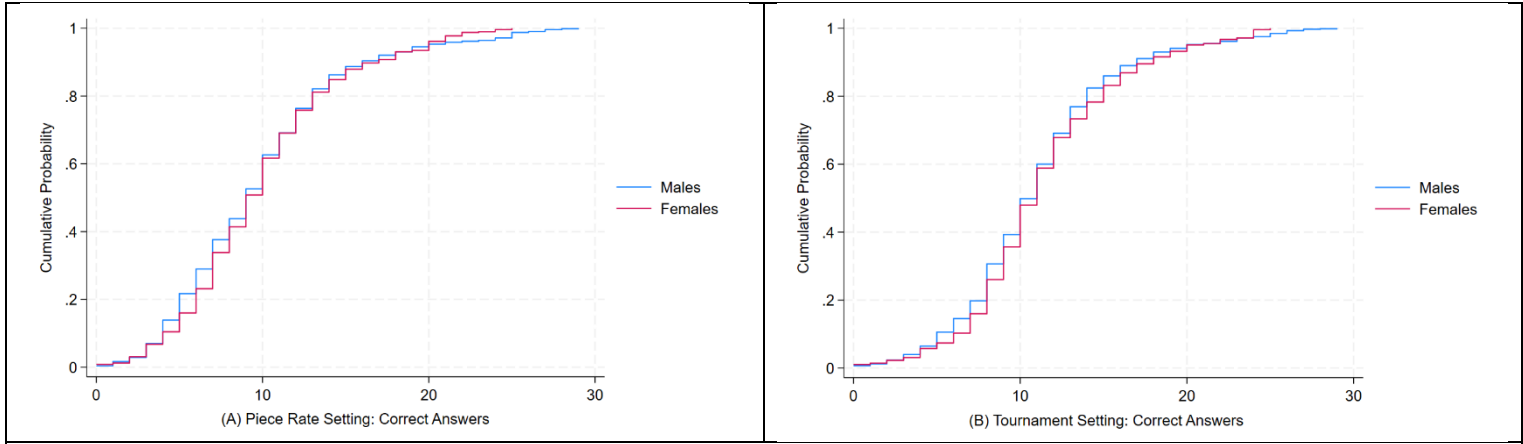 1
.8
.6
.4
.2
0
Cumulative Probability
0 10 20 30
(A) Piece Rate Setting: Correct Answers
Males
Females
1
.8
.6
.4
.2
0
Cumulative Probability
0 10 20 30
(B) Tournament Setting: Correct Answers
Males
Females